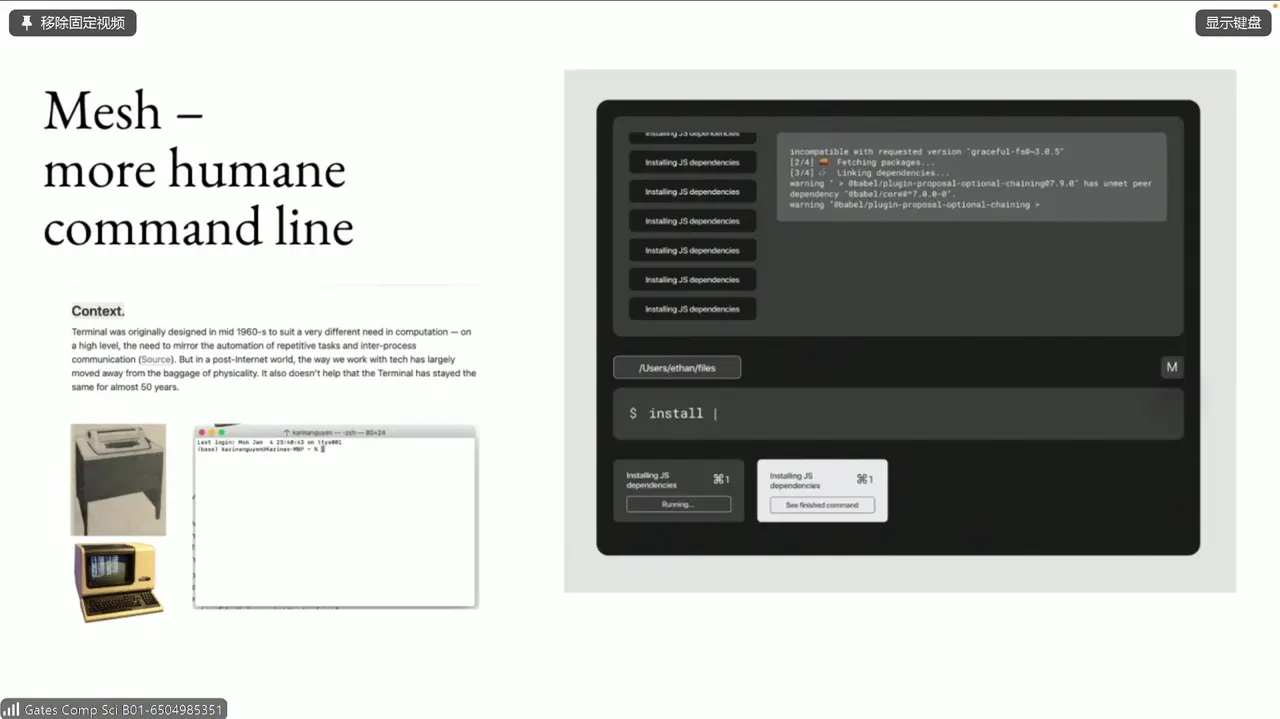 移除固定视频
显示键盘
Mesh –
more humane
command line
Context.
Terminal was originally designed in mid 1960-s to suit a very different need in computation — on
a high level, the need to mirror the automation of repetitive tasks and inter-process
communication (Source). But in a post-Internet world, the way we work with tech has largely
moved away from the baggage of physicality. It also doesn't help that the Terminal has stayed the
same for almost 50 years.
karinanguyen — -zsh — 80×24
Last login: Mon Jan 4 23:40:43 on ttys001
(base) karinanguyen@Karinas-MBP ~ %
Installing JS dependencies
Installing JS dependencies
Installing JS dependencies
Installing JS dependencies
Installing JS dependencies
Installing JS dependencies
Installing JS dependencies
incompatible with requested version "graceful-fs@~3.0.5"
[2/4] 🚚 Fetching packages...
[3/4] 🔗 Linking dependencies...
warning " > @babel/plugin-proposal-optional-chaining@7.9.0" has unmet peer
dependency "@babel/core@^7.0.0-0".
warning "@babel/plugin-proposal-optional-chaining >
/Users/ethan/files
M
$ install |
Installing JS
dependencies
⌘1
Running...
Installing JS
dependencies
⌘1
See finished command
Gates Comp Sci B01-6504985351